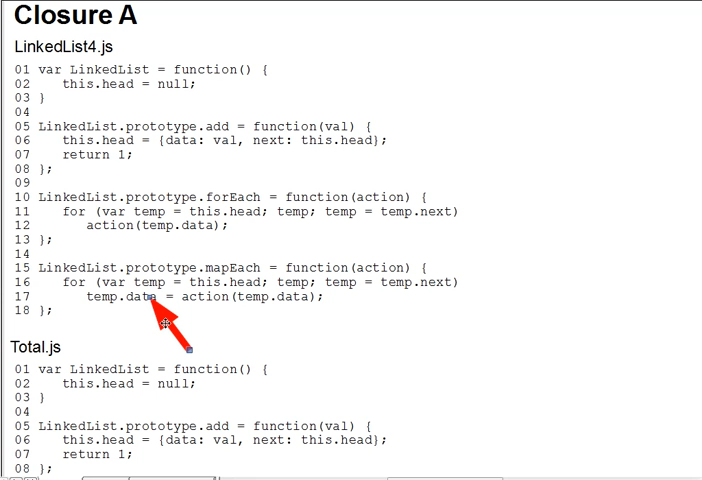 Closure A
LinkedList4.js
01 var LinkedList = function() {
02    this.head = null;
03 }
04
05 LinkedList.prototype.add = function(val) {
06    this.head = {data: val, next: this.head};
07    return 1;
08 };
09
10 LinkedList.prototype.forEach = function(action) {
11    for (var temp = this.head; temp; temp = temp.next)
12       action(temp.data);
13 };
14
15 LinkedList.prototype.mapEach = function(action) {
16    for (var temp = this.head; temp; temp = temp.next)
17       temp.data = action(temp.data);
18 };
Total.js
01 var LinkedList = function() {
02    this.head = null;
03 }
04
05 LinkedList.prototype.add = function(val) {
06    this.head = {data: val, next: this.head};
07    return 1;
08 };